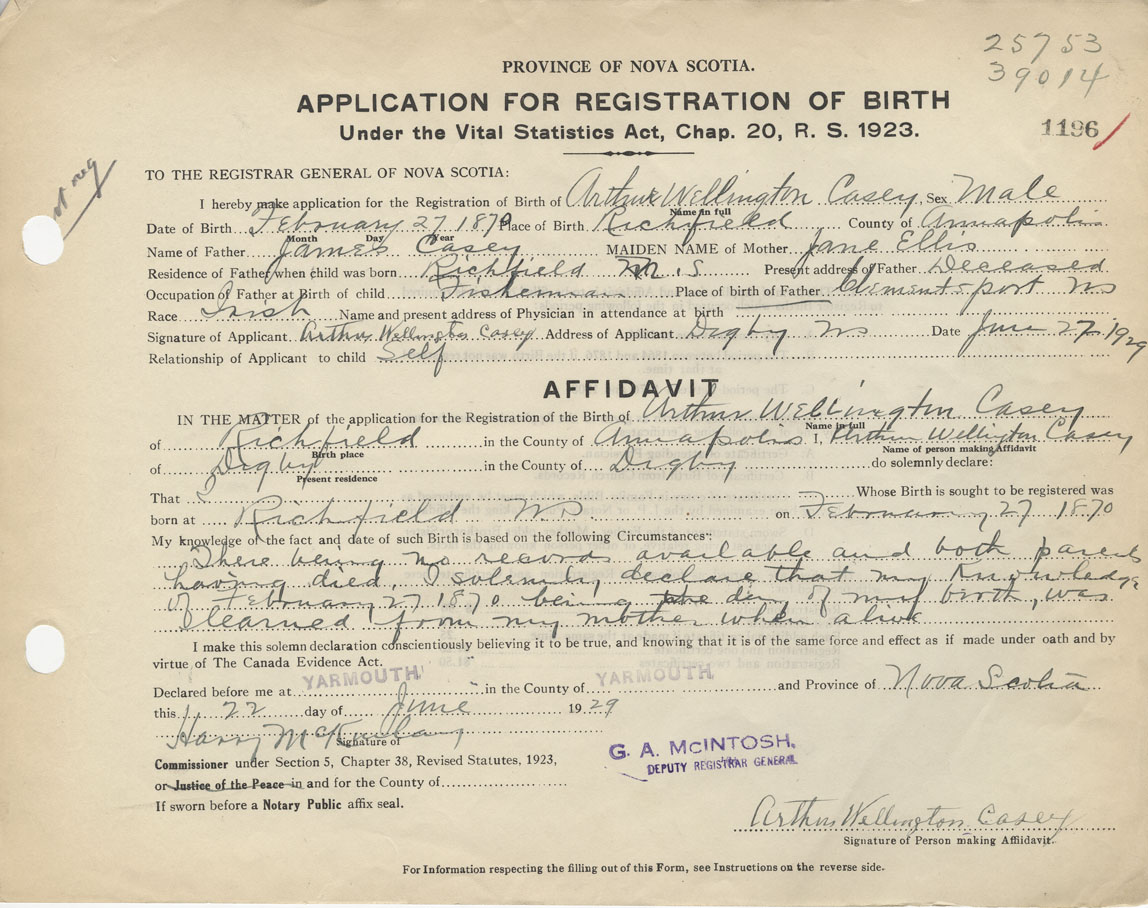 25753
39014
PROVINCE OF NOVA SCOTIA.
APPLICATION FOR REGISTRATION OF BIRTH
Under the Vital Statistics Act, Chap. 20, R. S. 1923.
1196 /
not reg
TO THE REGISTRAR GENERAL OF NOVA SCOTIA:
I hereby make application for the Registration of Birth of Arthur Wellington Casey Sex Male
Name in full
Date of Birth February 27 1870 Place of Birth Richfield County of Annapolis
Month Day Year
Name of Father James Casey MAIDEN NAME of Mother Jane Ellis
Residence of Father when child was born Richfield N.S. Present address of Father Deceased
Occupation of Father at Birth of child Fisherman Place of birth of Father Clementsport NS
Race Irish Name and present address of Physician in attendance at birth
Signature of Applicant Arthur Wellington Casey Address of Applicant Digby NS Date June 27 1929
Relationship of Applicant to child Self
AFFIDAVIT
IN THE MATTER of the application for the Registration of the Birth of Arthur Wellington Casey
Name in full
of Richfield in the County of Annapolis I, Arthur Wellington Casey
Birth place Name of person making Affidavit
of Digby in the County of Digby do solemnly declare:
Present residence
That I Whose Birth is sought to be registered was
born at Richfield N.S. on February 27 1870
My knowledge of the fact and date of such Birth is based on the following Circumstances:
There being no record available and both parents
having died, I solemnly declare that my knowledge
of February 27 1870 being the day of my birth, was
learned from my mother when alive
I make this solemn declaration conscientiously believing it to be true, and knowing that it is of the same force and effect as if made under oath and by
virtue of The Canada Evidence Act.
Declared before me at YARMOUTH in the County of YARMOUTH and Province of Nova Scotia
this 22 day of June 1929
Harry
Signature of
Commissioner under Section 5, Chapter 38, Revised Statutes, 1923,
or Justice of the Peace in and for the County of
If sworn before a Notary Public affix seal.
G. A. McINTOSH,
DEPUTY REGISTRAR GENERAL
Arthur Wellington Casey
Signature of Person making Affidavit.
For Information respecting the filling out of this Form, see Instructions on the reverse side.